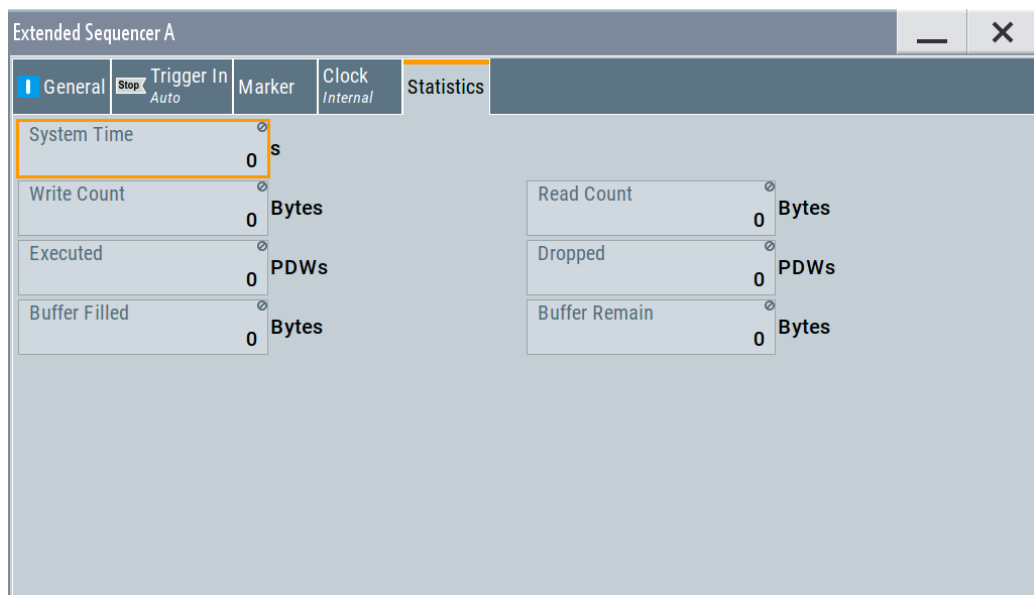 Extended Sequencer A
General
Stop
Trigger In
Auto
Marker
Clock
Internal
Statistics
System Time
0 s
Write Count
0 Bytes
Read Count
0 Bytes
Executed
0 PDWs
Dropped
0 PDWs
Buffer Filled
0 Bytes
Buffer Remain
0 Bytes